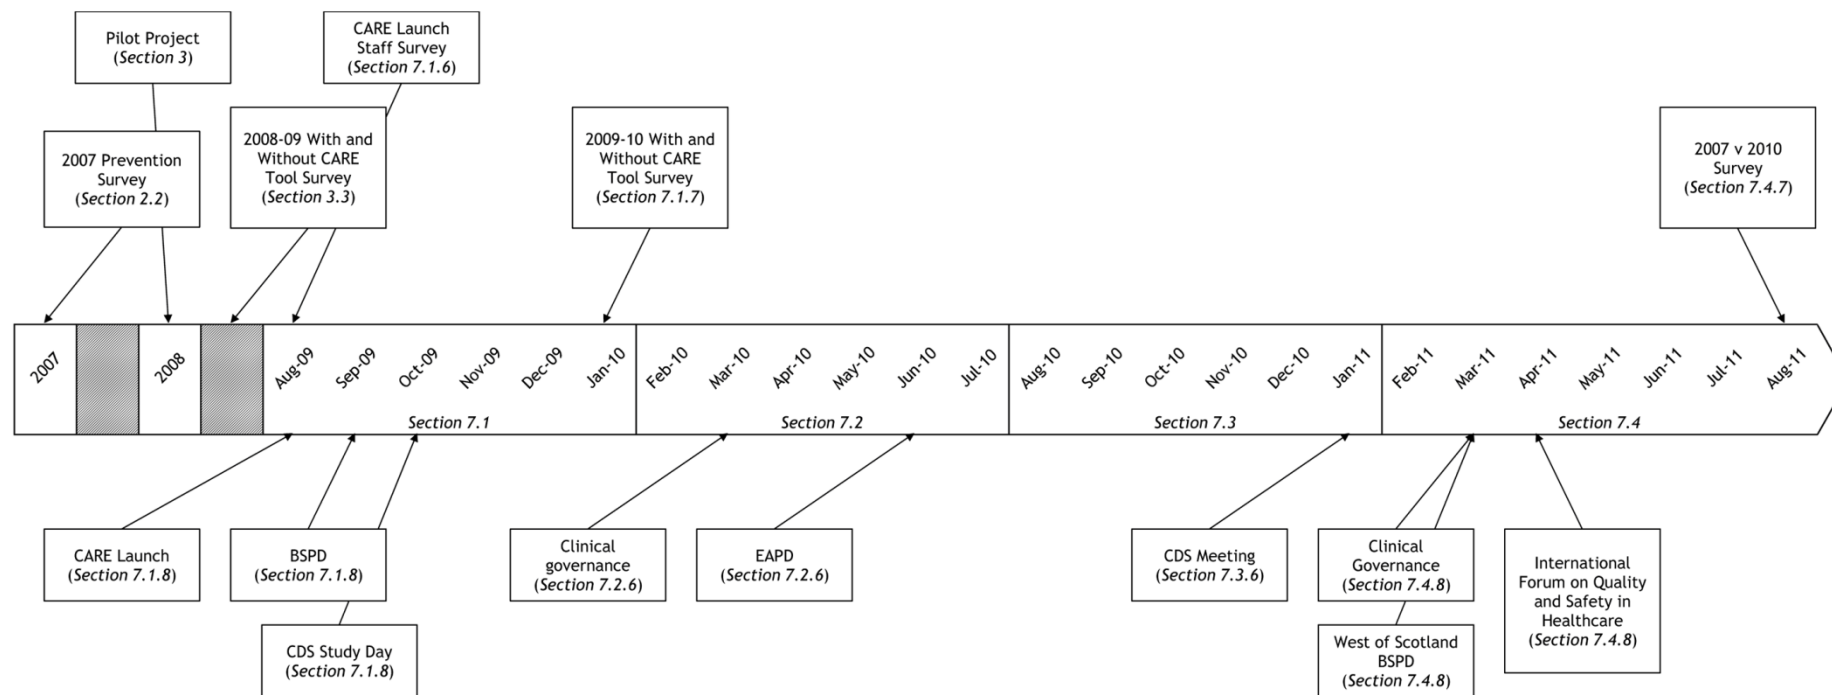 Pilot Project
(Section 3)
CARE Launch
Staff Survey
(Section 7.1.6)
2007 Prevention
Survey
(Section 2.2)
2008-09 With and
Without CARE
Tool Survey
(Section 3.3)
2009-10 With and
Without CARE
Tool Survey
(Section 7.1.7)
2007 v 2010
Survey
(Section 7.4.7)
2007
2008
Aug-09
Sep-09
Oct-09
Nov-09
Dec-09
Jan-10
Feb-10
Mar-10
Apr-10
May-10
Jun-10
Jul-10
Aug-10
Sep-10
Oct-10
Nov-10
Dec-10
Jan-11
Feb-11
Mar-11
Apr-11
May-11
Jun-11
Jul-11
Aug-11
Section 7.1
Section 7.2
Section 7.3
Section 7.4
CARE Launch
(Section 7.1.8)
BSPD
(Section 7.1.8)
CDS Study Day
(Section 7.1.8)
Clinical
governance
(Section 7.2.6)
EAPD
(Section 7.2.6)
CDS Meeting
(Section 7.3.6)
Clinical
Governance
(Section 7.4.8)
West of Scotland
BSPD
(Section 7.4.8)
International
Forum on Quality
and Safety in
Healthcare
(Section 7.4.8)